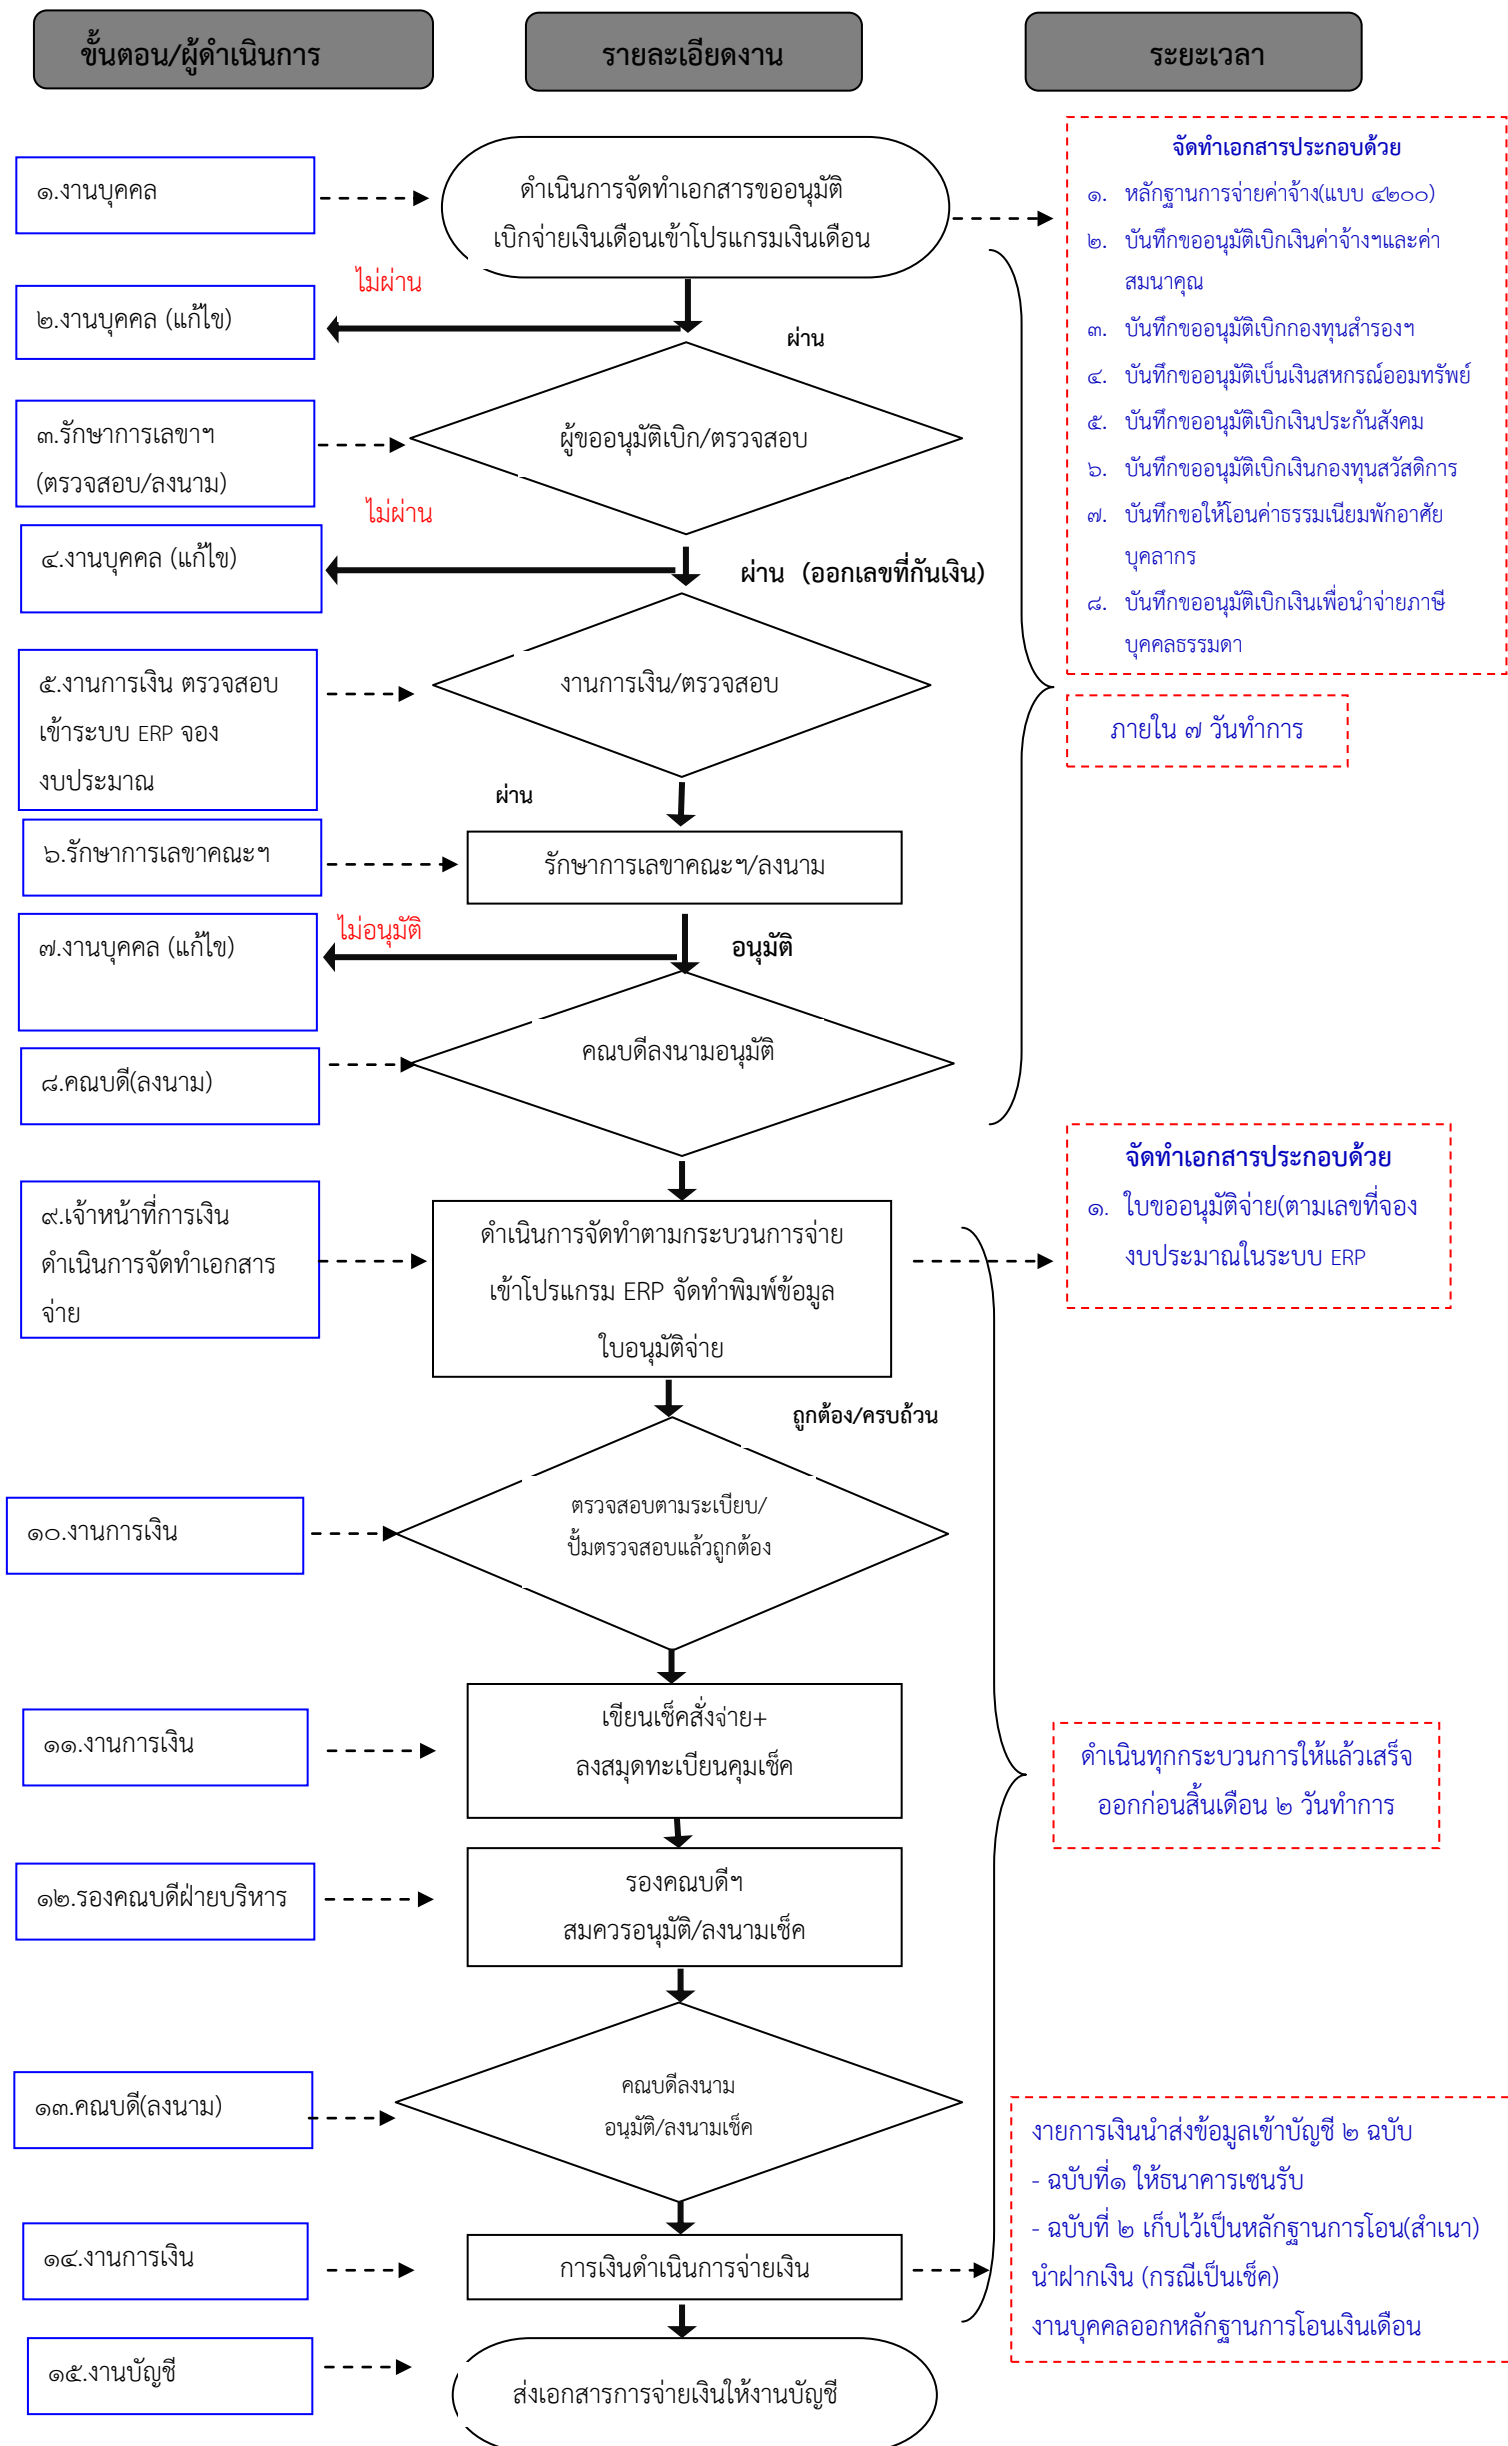 ขั้นตอน/ผู้ดำเนินการ
รายละเอียดงาน
ระยะเวลา
๑.งานบุคคล
ดำเนินการจัดทำเอกสารขออนุมัติ
เบิกจ่ายเงินเดือนเข้าโปรแกรมเงินเดือน
จัดทำเอกสารประกอบด้วย
๑. หลักฐานการจ่ายค่าจ้าง(แบบ ๔๒๐๐)
๒. บันทึกขออนุมัติเบิกเงินค่าจ้างฯและค่า
สมนาคุณ
๓. บันทึกขออนุมัติเบิกกองทุนสำรองฯ
๔. บันทึกขออนุมัติเบ็นเงินสหกรณ์ออมทรัพย์
๕. บันทึกขออนุมัติเบิกเงินประกันสังคม
๖. บันทึกขออนุมัติเบิกเงินกองทุนสวัสดิการ
๗. บันทึกขอให้โอนค่าธรรมเนียมพักอาศัย
บุคลากร
๘. บันทึกขออนุมัติเบิกเงินเพื่อนำจ่ายภาษี
บุคคลธรรมดา
ไม่ผ่าน
๒.งานบุคคล (แก้ไข)
ผ่าน
๓.รักษาการเลขาฯ
(ตรวจสอบ/ลงนาม)
ผู้ขออนุมัติเบิก/ตรวจสอบ
ไม่ผ่าน
๔.งานบุคคล (แก้ไข)
ผ่าน (ออกเลขที่กันเงิน)
๕.งานการเงิน ตรวจสอบ
เข้าระบบ ERP จอง
งบประมาณ
งานการเงิน/ตรวจสอบ
ภายใน ๗ วันทำการ
ผ่าน
๖.รักษาการเลขาคณะฯ
รักษาการเลขาคณะฯ/ลงนาม
ไม่อนุมัติ
๗.งานบุคคล (แก้ไข)
อนุมัติ
คณบดีลงนามอนุมัติ
๘.คณบดี(ลงนาม)
๙.เจ้าหน้าที่การเงิน
ดำเนินการจัดทำเอกสาร
จ่าย
ดำเนินการจัดทำตามกระบวนการจ่าย
เข้าโปรแกรม ERP จัดทำพิมพ์ข้อมูล
ใบอนุมัติจ่าย
จัดทำเอกสารประกอบด้วย
๑. ใบขออนุมัติจ่าย(ตามเลขที่จอง
งบประมาณในระบบ ERP
ถูกต้อง/ครบถ้วน
๑๐.งานการเงิน
ตรวจสอบตามระเบียบ/
ปั้มตรวจสอบแล้วถูกต้อง
๑๑.งานการเงิน
เขียนเช็คสั่งจ่าย+
ลงสมุดทะเบียนคุมเช็ค
ดำเนินทุกกระบวนการให้แล้วเสร็จ
ออกก่อนสิ้นเดือน ๒ วันทำการ
๑๒.รองคณบดีฝ่ายบริหาร
รองคณบดีฯ
สมควรอนุมัติ/ลงนามเช็ค
๑๓.คณบดี(ลงนาม)
คณบดีลงนาม
อนุมัติ/ลงนามเช็ค
งายการเงินนำส่งข้อมูลเข้าบัญชี ๒ ฉบับ
- ฉบับที่๑ ให้ธนาคารเซนรับ
- ฉบับที่ ๒ เก็บไว้เป็นหลักฐานการโอน(สำเนา)
นำฝากเงิน (กรณีเป็นเช็ค)
งานบุคคลออกหลักฐานการโอนเงินเดือน
๑๔.งานการเงิน
การเงินดำเนินการจ่ายเงิน
๑๕.งานบัญชี
ส่งเอกสารการจ่ายเงินให้งานบัญชี